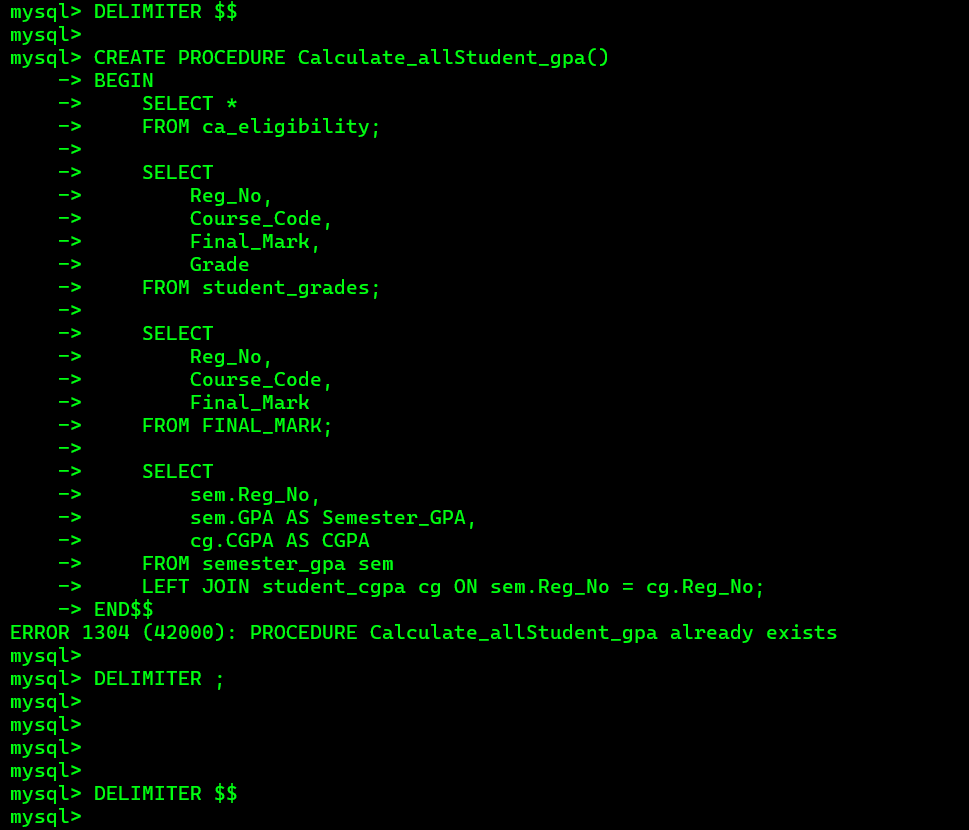 mysql> DELIMITER $$
mysql>
mysql> CREATE PROCEDURE Calculate_allStudent_gpa()
    -> BEGIN
    ->     SELECT *
    ->     FROM ca_eligibility;
    ->
    ->     SELECT
    ->         Reg_No,
    ->         Course_Code,
    ->         Final_Mark,
    ->         Grade
    ->     FROM student_grades;
    ->
    ->     SELECT
    ->         Reg_No,
    ->         Course_Code,
    ->         Final_Mark
    ->     FROM FINAL_MARK;
    ->
    ->     SELECT
    ->         sem.Reg_No,
    ->         sem.GPA AS Semester_GPA,
    ->         cg.CGPA AS CGPA
    ->     FROM semester_gpa sem
    ->     LEFT JOIN student_cgpa cg ON sem.Reg_No = cg.Reg_No;
    -> END$$
ERROR 1304 (42000): PROCEDURE Calculate_allStudent_gpa already exists
mysql>
mysql> DELIMITER ;
mysql>
mysql>
mysql>
mysql>
mysql> DELIMITER $$
mysql>